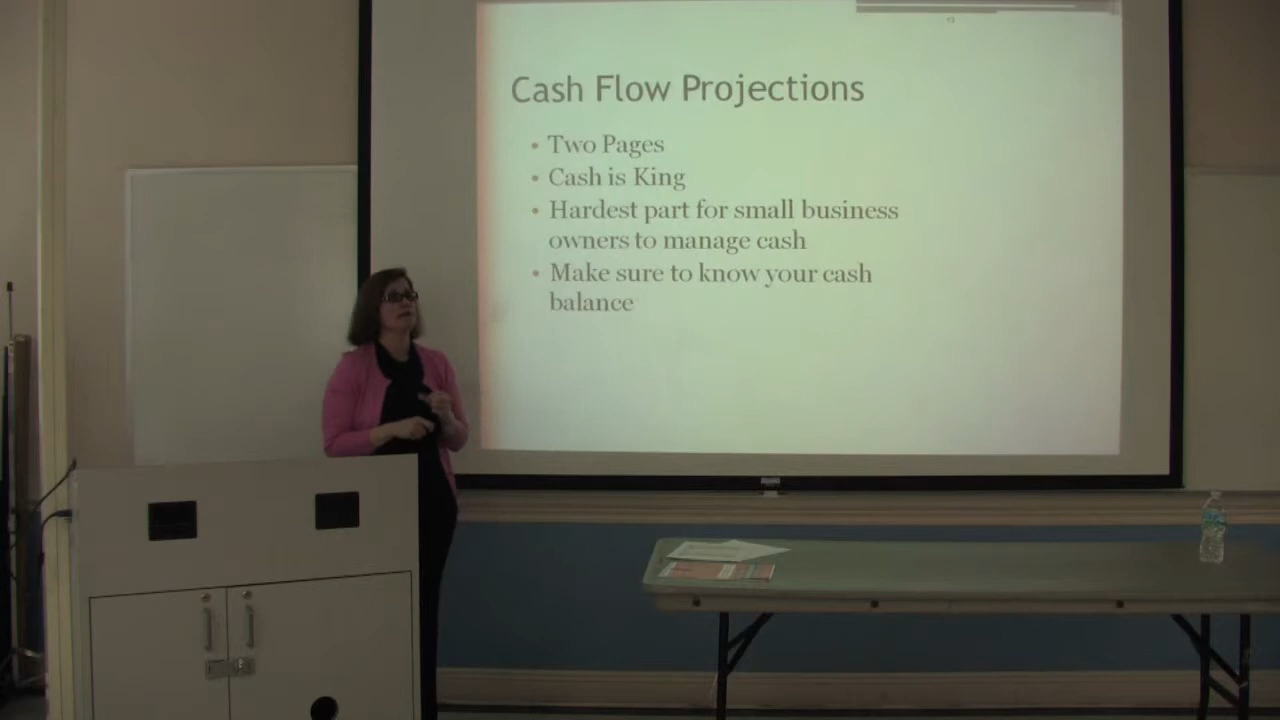 Cash Flow Projections
• Two Pages
• Cash is King
• Hardest part for small business
owners to manage cash
• Make sure to know your cash
balance